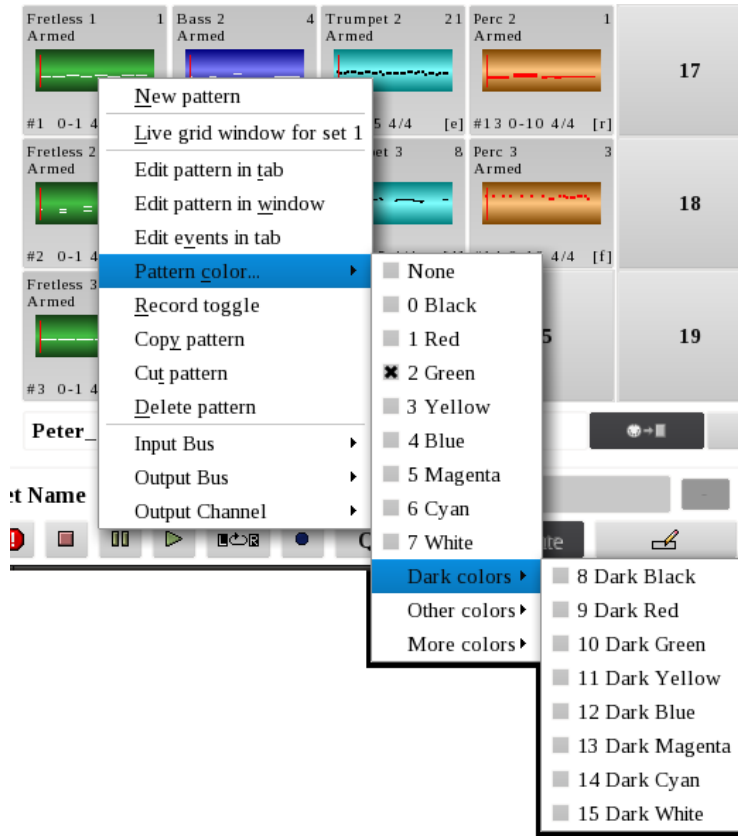 Fretless 1 1 Bass 2 4 Trumpet 2 21 Perc 2 1
Armed Armed Armed Armed
17
#1 0-1 4 5 4/4 [e] #13 0-10 4/4 [r]
Fretless 2 et 3 8 Perc 3 3
Armed Armed
18
#2 0-1 4 4/4 [f]
Fretless 3
Armed
5 19
#3 0-1 4
New pattern
Live grid window for set 1
Edit pattern in tab
Edit pattern in window
Edit events in tab
Pattern color...
Record toggle
Copy pattern
Cut pattern
Delete pattern
Input Bus
Output Bus
Output Channel
None
0 Black
1 Red
2 Green
3 Yellow
4 Blue
5 Magenta
6 Cyan
7 White
Dark colors
Other colors
More colors
8 Dark Black
9 Dark Red
10 Dark Green
11 Dark Yellow
12 Dark Blue
13 Dark Magenta
14 Dark Cyan
15 Dark White
Peter_
et Name -
L R Q te